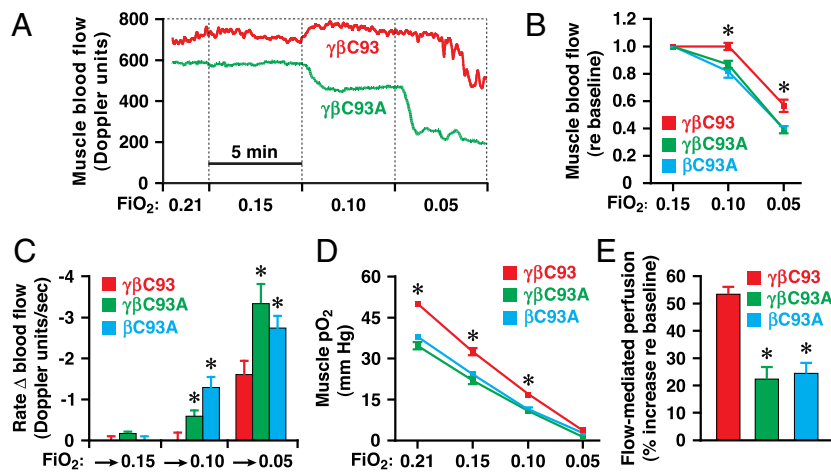 A
Muscle blood flow
(Doppler units)
800
600
400
200
0
γβC93
γβC93A
5 min
FiO2: 0.21 0.15 0.10 0.05
B
Muscle blood flow
(re baseline)
1.2
1.0
0.8
0.6
0.4
0.2
0
* *
γβC93
γβC93A
βC93A
FiO2: 0.15 0.10 0.05
C
Rate Δ blood flow
(Doppler units/sec)
-4
-3
-2
-1
0
γβC93
γβC93A
βC93A
* * * *
FiO2: →0.15 →0.10 →0.05
D
Muscle pO2
(mm Hg)
60
30
0
* * *
γβC93
γβC93A
βC93A
FiO2: 0.21 0.15 0.10 0.05
E
Flow-mediated perfusion
(% increase re baseline)
60
50
40
30
20
10
0
γβC93
γβC93A
βC93A
* *